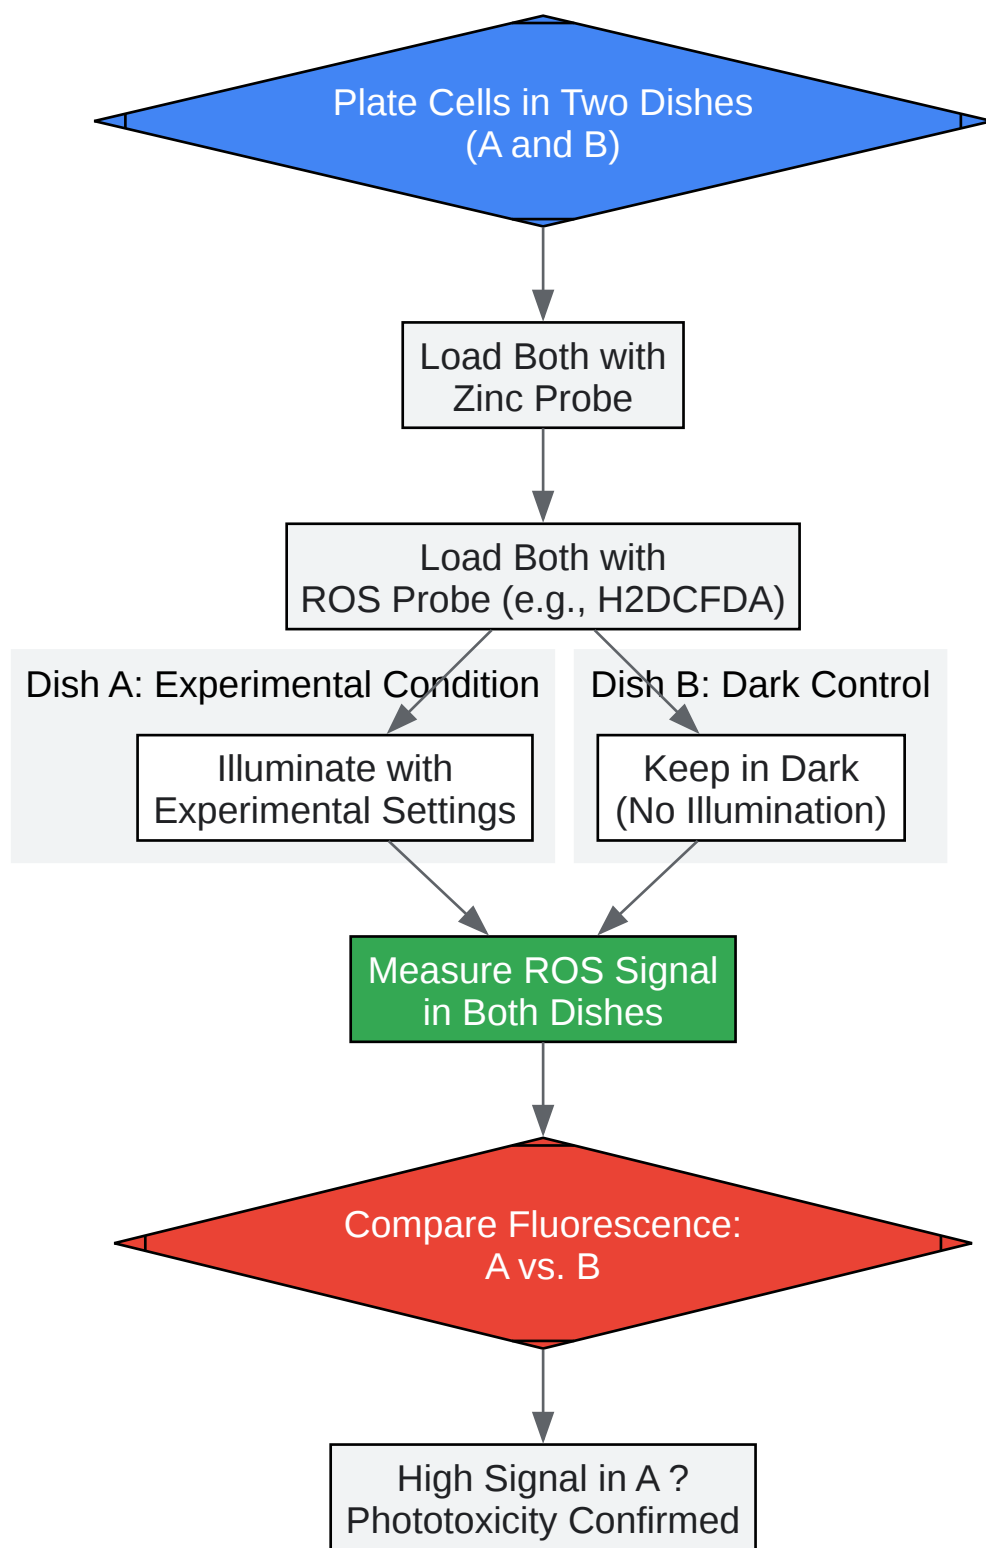 Plate Cells in Two Dishes
(A and B)
Load Both with
Zinc Probe
Load Both with
ROS Probe (e.g., H2DCFDA)
Dish A: Experimental Condition
Illuminate with
Experimental Settings
Dish B: Dark Control
Keep in Dark
(No Illumination)
Measure ROS Signal
in Both Dishes
Compare Fluorescence:
A vs. B
High Signal in A ?
Phototoxicity Confirmed